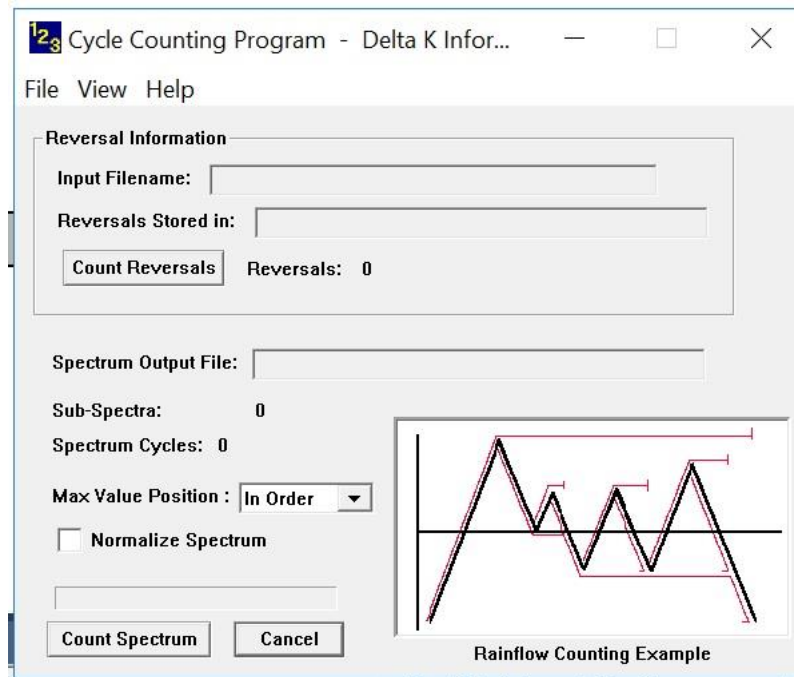 123 Cycle Counting Program - Delta K Infor...
File View Help
Reversal Information
Input Filename:
Reversals Stored in:
Count Reversals Reversals: 0
Spectrum Output File:
Sub-Spectra: 0
Spectrum Cycles: 0
Max Value Position : In Order
Normalize Spectrum
Count Spectrum Cancel
Rainflow Counting Example